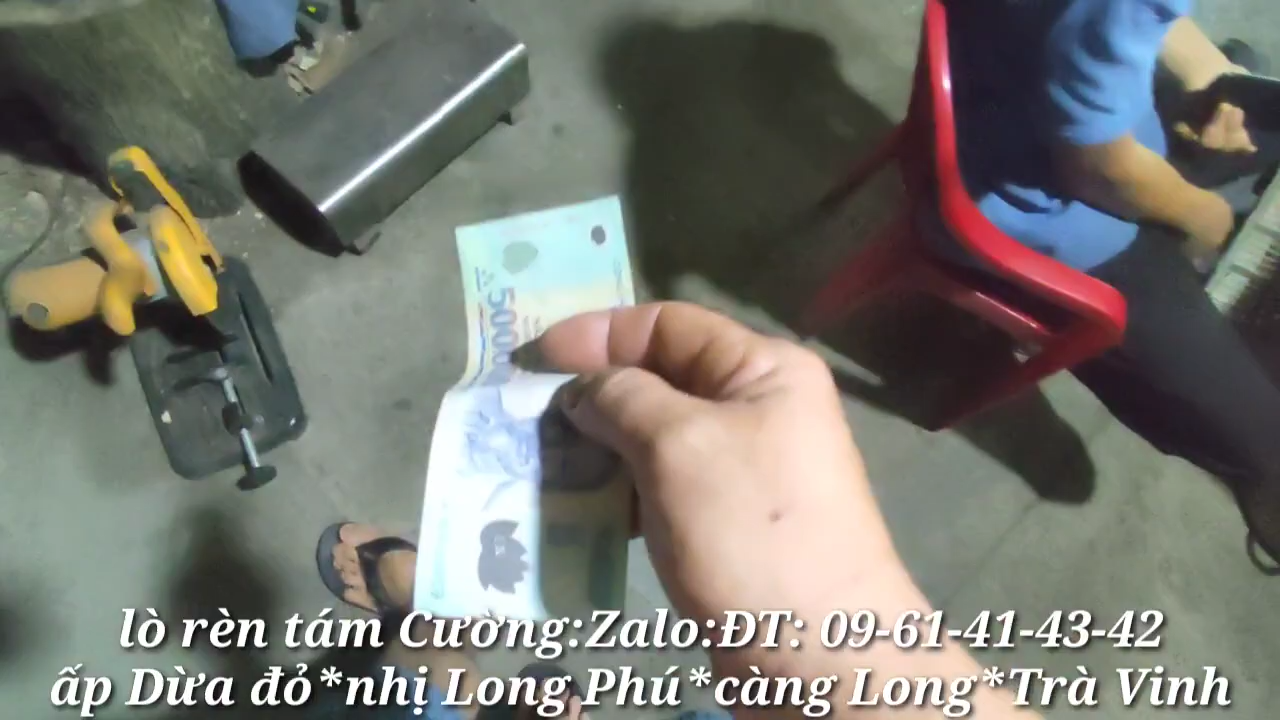 50000
lò rèn tám Cường:Zalo:ĐT: 09-61-41-43-42
ấp Dừa đỏ*nhị Long Phú*càng Long*Trà Vinh